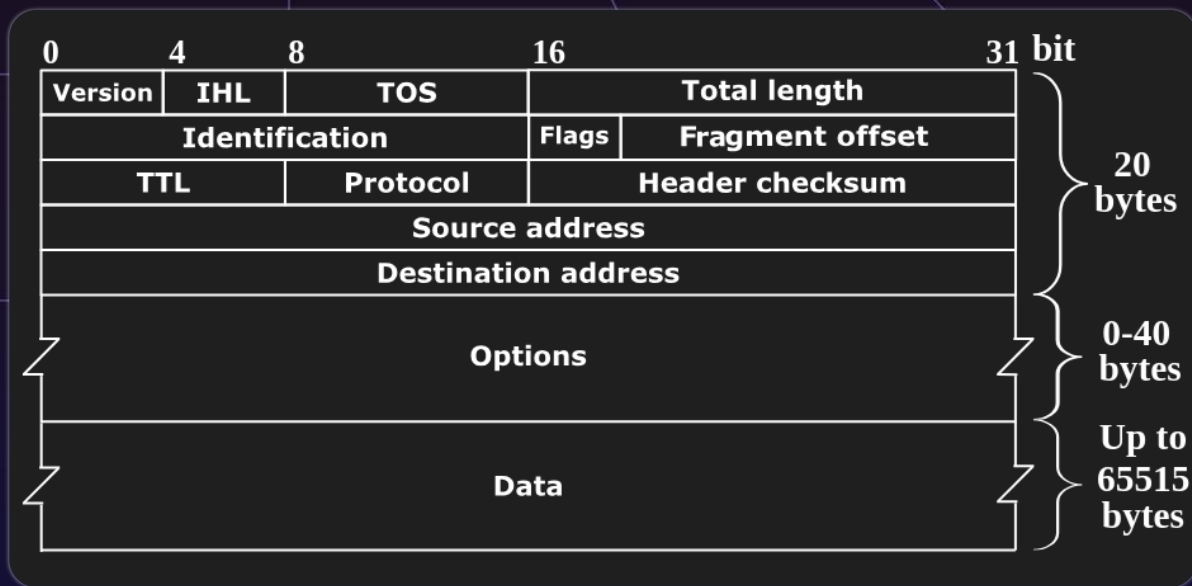 0 4 8 16 31 bit
Version IHL TOS Total length
Identification Flags Fragment offset
TTL Protocol Header checksum
20
bytes
Source address
Destination address
Options
0-40
bytes
Data
Up to
65515
bytes